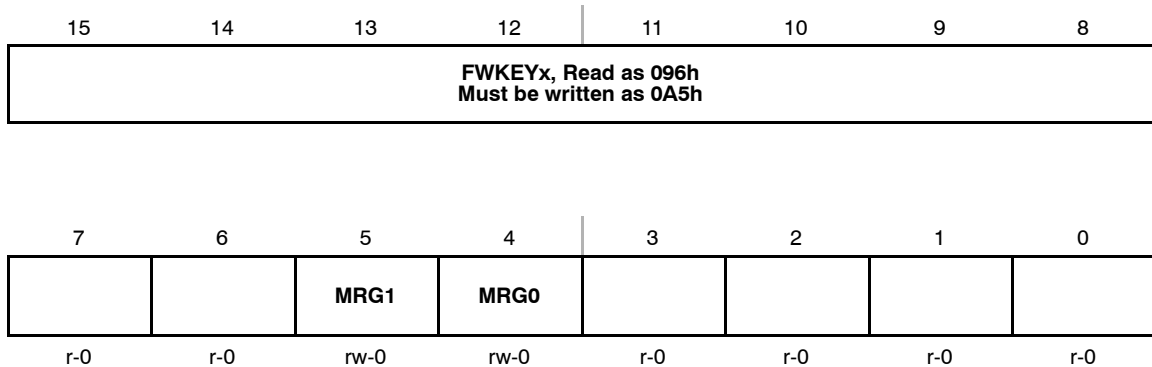 15 14 13 12 11 10 9 8
FWKEYx, Read as 096h
Must be written as 0A5h
7 6 5 4 3 2 1 0
MRG1 MRG0
r-0 r-0 rw-0 rw-0 r-0 r-0 r-0 r-0